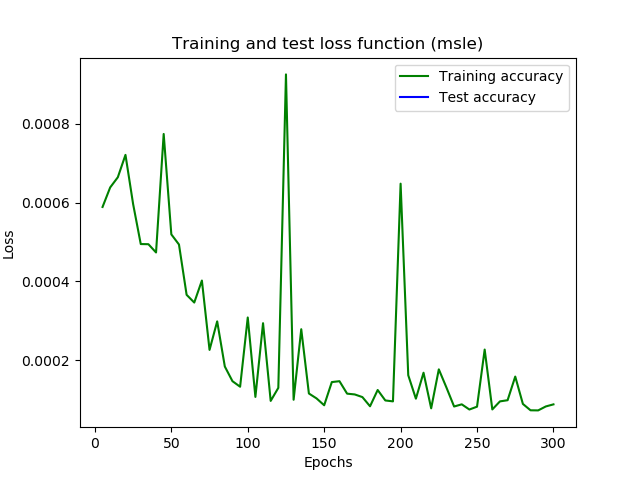 Training and test loss function (msle)
Training accuracy
Test accuracy
0.0008
0.0006
0.0004
0.0002
Loss
0 50 100 150 200 250 300
Epochs